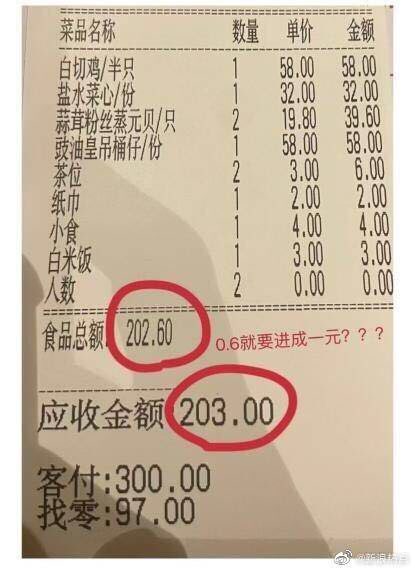 菜品名称 数量 单价 金额
白切鸡/半只 1 58.00 58.00
盐水菜心/份 1 32.00 32.00
蒜茸粉丝蒸元贝/只 2 19.80 39.60
豉油皇吊桶仔/份 1 58.00 58.00
茶位 2 3.00 6.00
纸巾 1 2.00 2.00
小食 1 4.00 4.00
白米饭 1 3.00 3.00
人数 2 0.00 0.00
食品总额: 202.60
0.6就要进成一元？？？
应收金额:203.00
客付:300.00
找零:97.00
@新浪热点